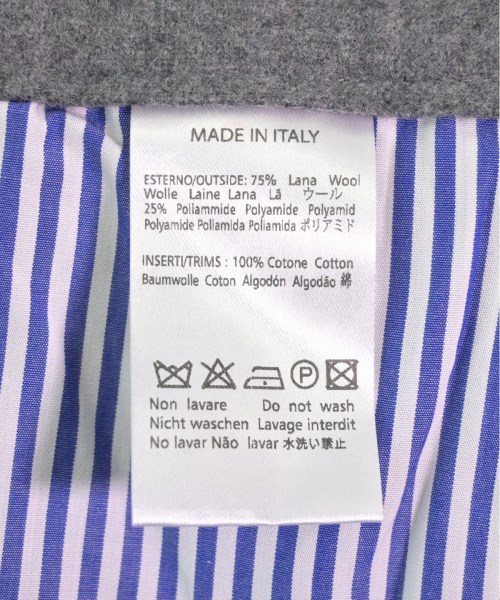 MADE IN ITALY
ESTERNO/OUTSIDE: 75% Lana Wool
Wolle Laine Lana Lã ウール
25% Poliammide Polyamide Polyamid
Polyamide Poliamida Poliamida ポリアミド
INSERTI/TRIMS : 100% Cotone Cotton
Baumwolle Coton Algodón Algodão 綿
P
Non lavare Do not wash
Nicht waschen Lavage interdit
No lavar Não lavar 水洗い禁止